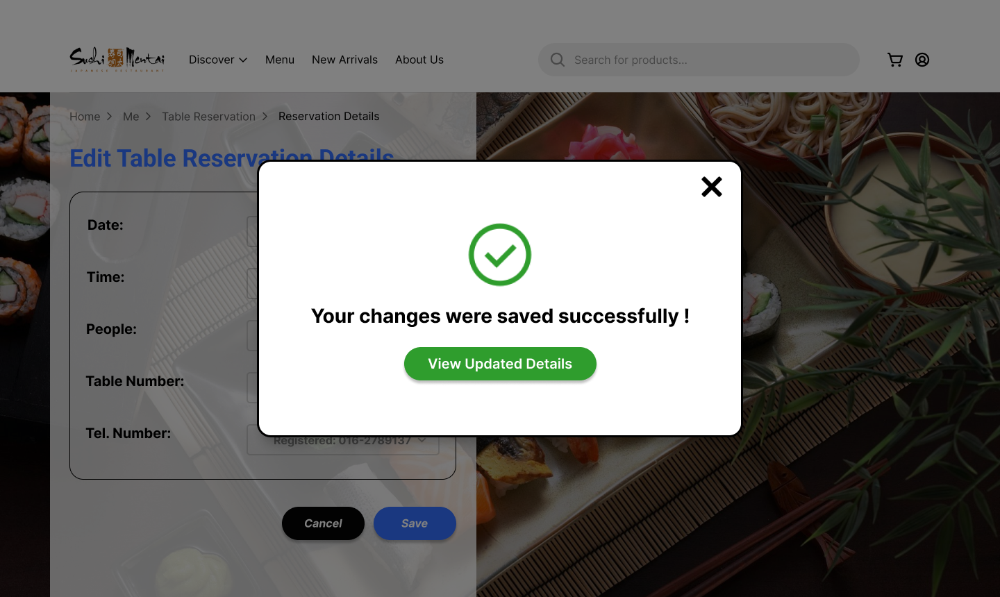 Sushi Mentai
JAPANESE RESTAURANT
Discover
Menu
New Arrivals
About Us
Search for products...
Home > Me > Table Reservation > Reservation Details
Edit Table Reservation Details
Your changes were saved successfully !
View Updated Details
Date:
Time:
People:
Table Number:
Tel. Number:
Registered: 016-2789137
Cancel
Save